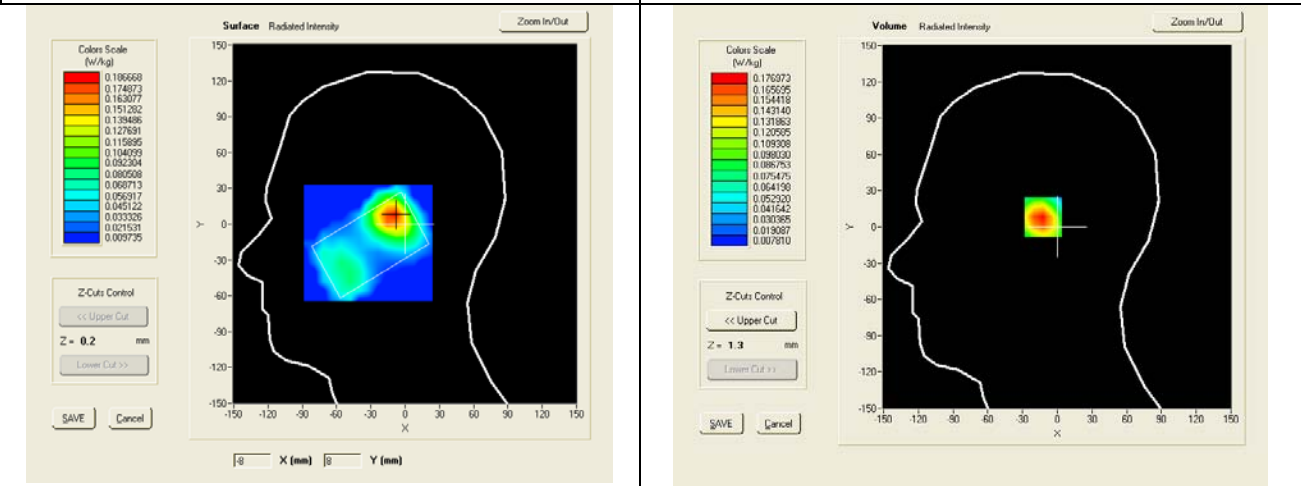 Surface Radiated Intensity
Zoom In/Out
Colors Scale
(W/kg)
0.186668
0.174873
0.163077
0.151282
0.139486
0.127691
0.115895
0.104099
0.092304
0.080508
0.068713
0.056917
0.045122
0.033326
0.021531
0.009735
150
120
90
60
30
0
-30
-60
-90
-120
-150
Y
-150 -120 -90 -60 -30 0 30 60 90 120 150
X
Z-Cuts Control
<< Upper Cut
Z = 0.2 mm
Lower Cut >>
SAVE Cancel
-8 X (mm) 8 Y (mm)
Volume Radiated Intensity
Zoom In/Out
Colors Scale
(W/kg)
0.176973
0.165695
0.154418
0.143140
0.131863
0.120585
0.109308
0.098030
0.086753
0.075475
0.064198
0.052920
0.041642
0.030365
0.019087
0.007810
150
120
90
60
30
0
-30
-60
-90
-120
-150
Y
-150 -120 -90 -60 -30 0 30 60 90 120 150
X
Z-Cuts Control
<< Upper Cut
Z = 1.3 mm
Lower Cut >>
SAVE Cancel